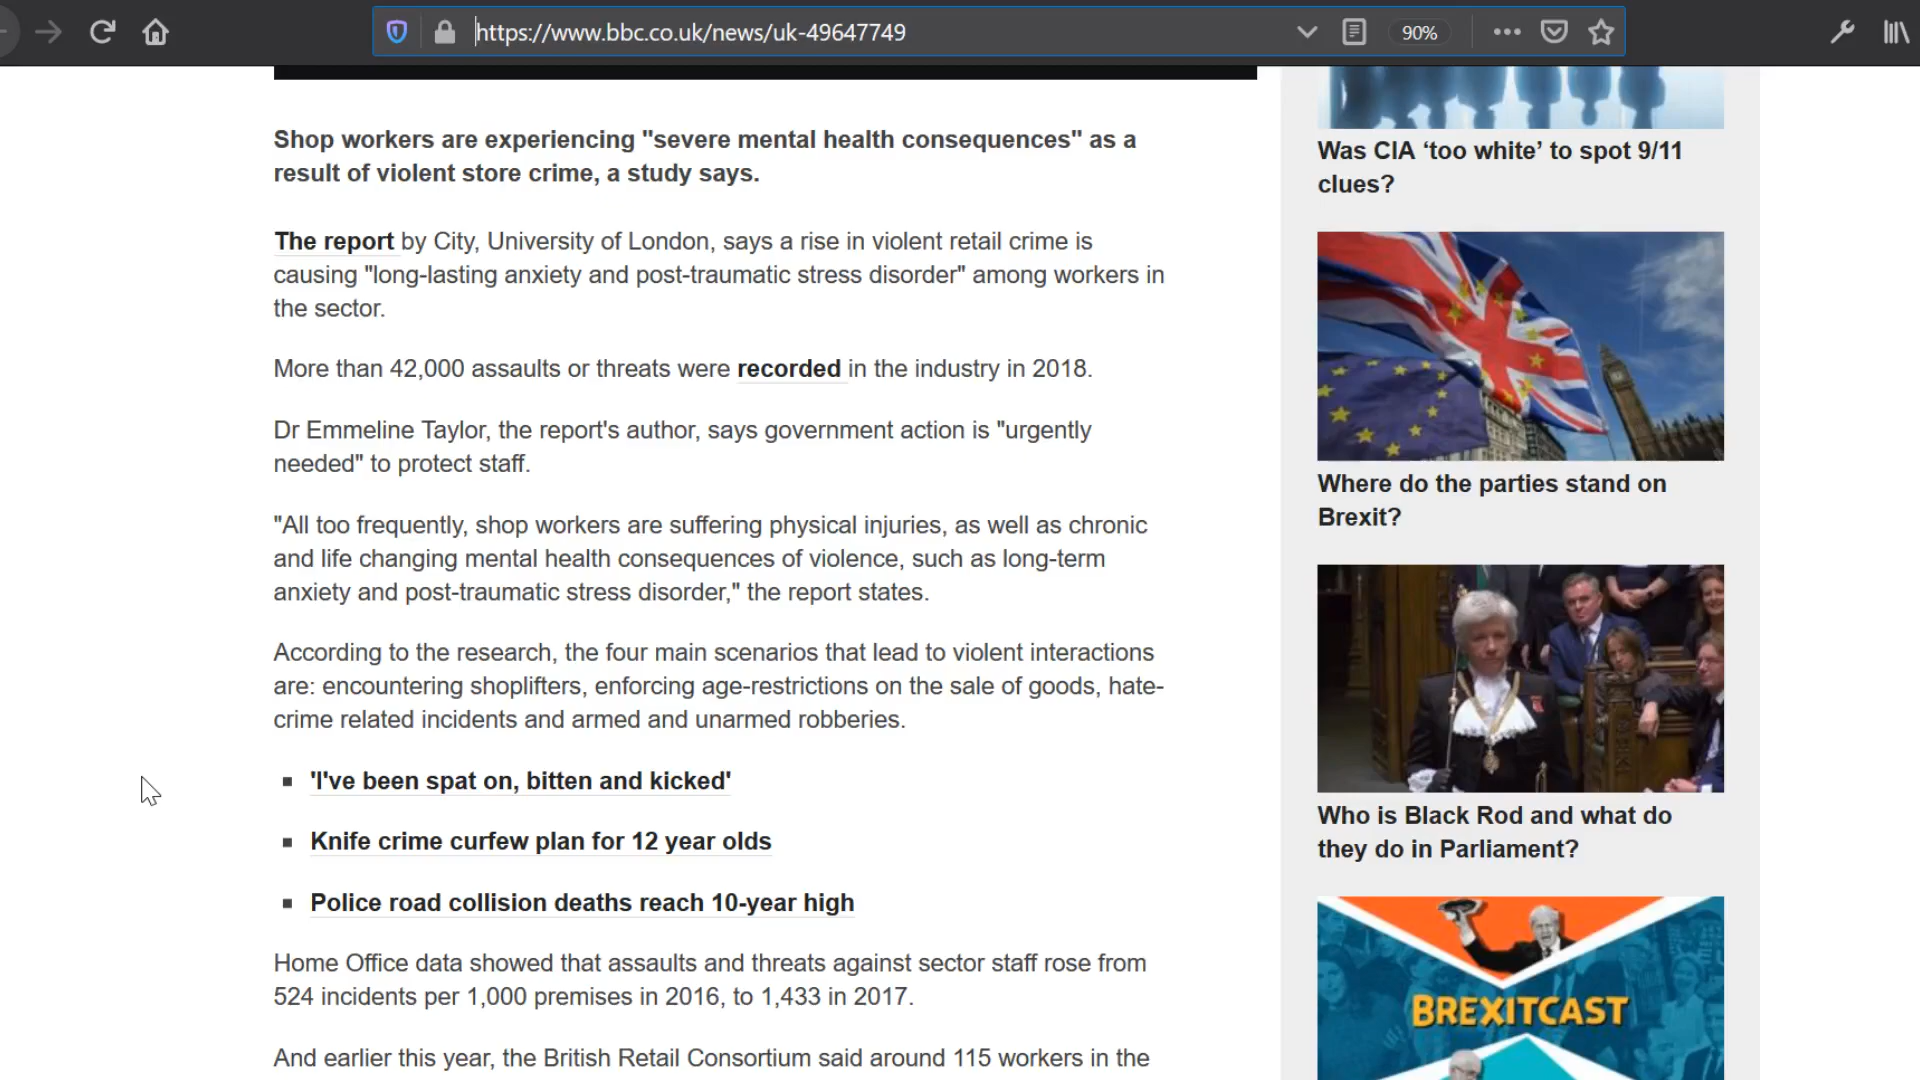 https://www.bbc.co.uk/news/uk-49647749
90%
Shop workers are experiencing "severe mental health consequences" as a
result of violent store crime, a study says.
The report by City, University of London, says a rise in violent retail crime is
causing "long-lasting anxiety and post-traumatic stress disorder" among workers in
the sector.
More than 42,000 assaults or threats were recorded in the industry in 2018.
Dr Emmeline Taylor, the report's author, says government action is "urgently
needed" to protect staff.
"All too frequently, shop workers are suffering physical injuries, as well as chronic
and life changing mental health consequences of violence, such as long-term
anxiety and post-traumatic stress disorder," the report states.
According to the research, the four main scenarios that lead to violent interactions
are: encountering shoplifters, enforcing age-restrictions on the sale of goods, hate-
crime related incidents and armed and unarmed robberies.
'I've been spat on, bitten and kicked'
Knife crime curfew plan for 12 year olds
Police road collision deaths reach 10-year high
Home Office data showed that assaults and threats against sector staff rose from
524 incidents per 1,000 premises in 2016, to 1,433 in 2017.
And earlier this year, the British Retail Consortium said around 115 workers in the
Was CIA ‘too white’ to spot 9/11
clues?
Where do the parties stand on
Brexit?
Who is Black Rod and what do
they do in Parliament?
BREXITCAST